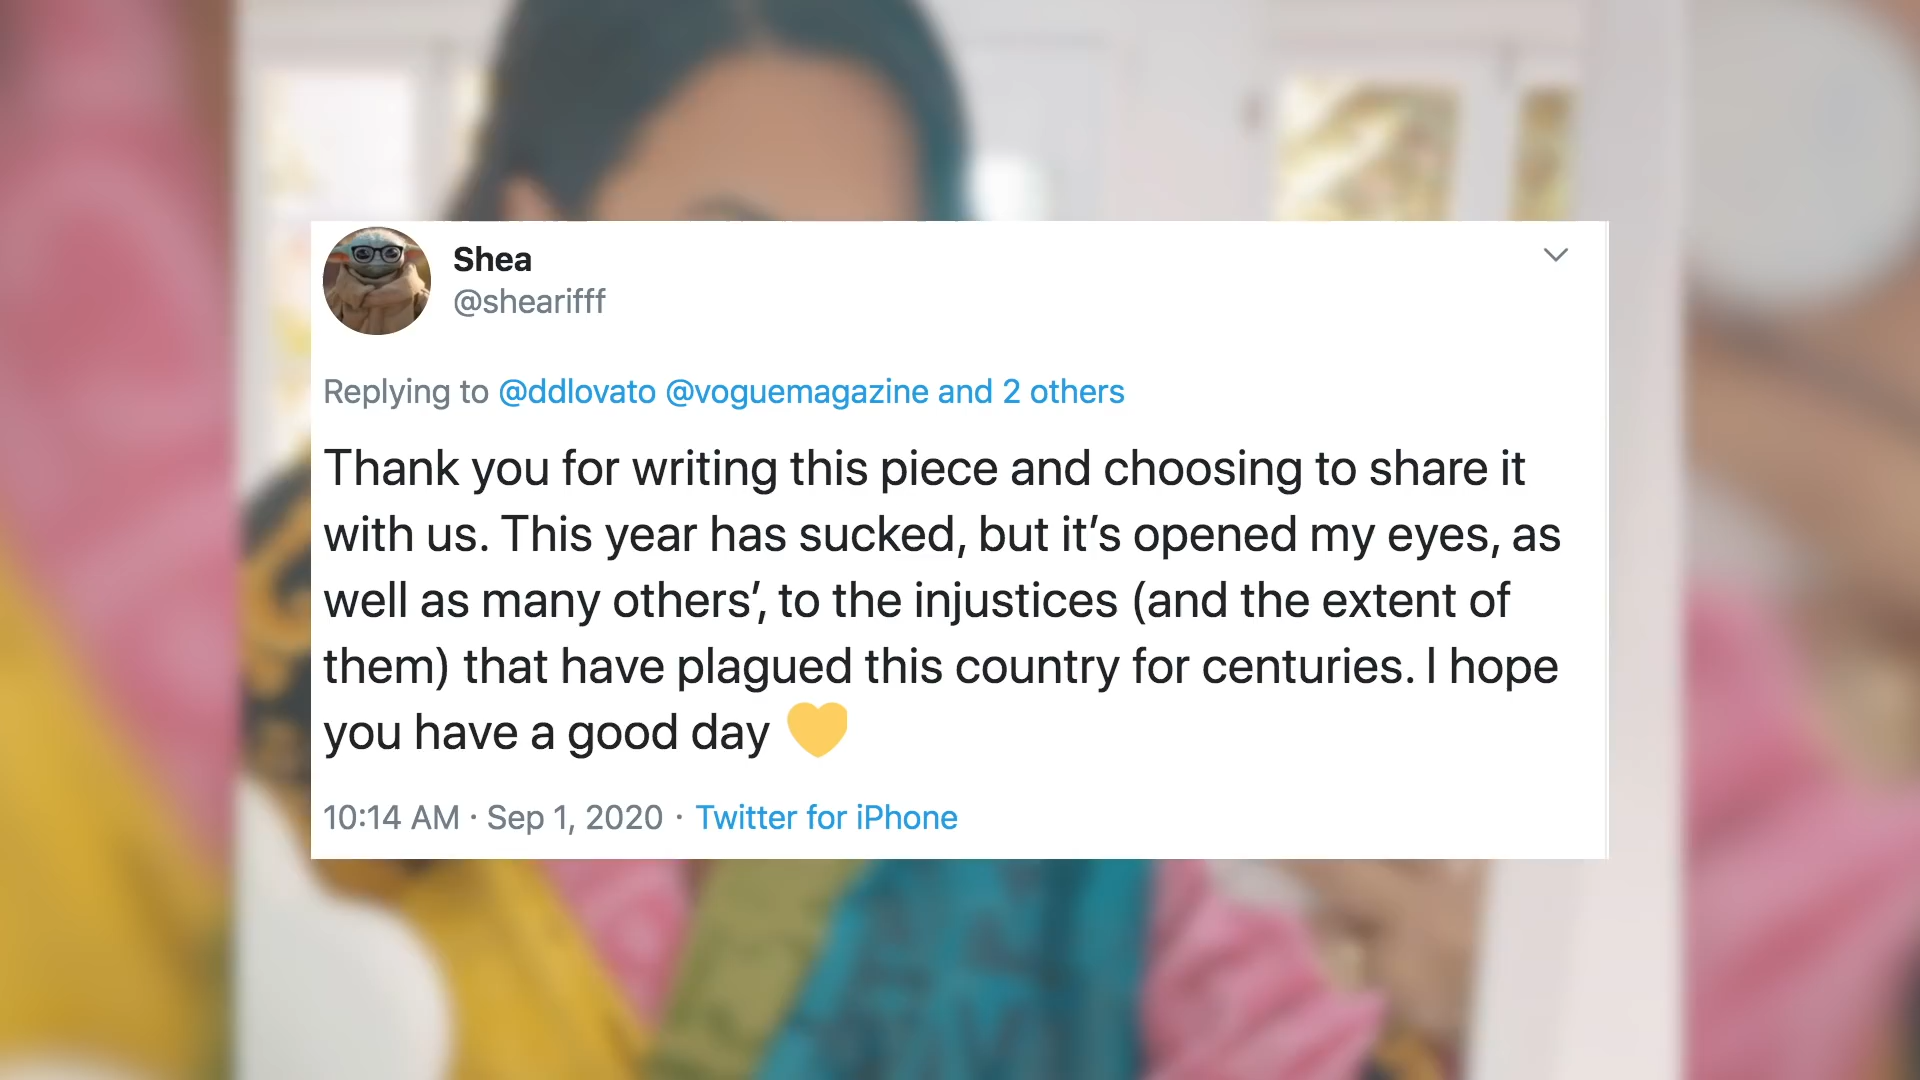 Shea
@shearifff
Replying to @ddlovato @voguemagazine and 2 others
Thank you for writing this piece and choosing to share it
with us. This year has sucked, but it’s opened my eyes, as
well as many others’, to the injustices (and the extent of
them) that have plagued this country for centuries. I hope
you have a good day 💛
10:14 AM · Sep 1, 2020 · Twitter for iPhone